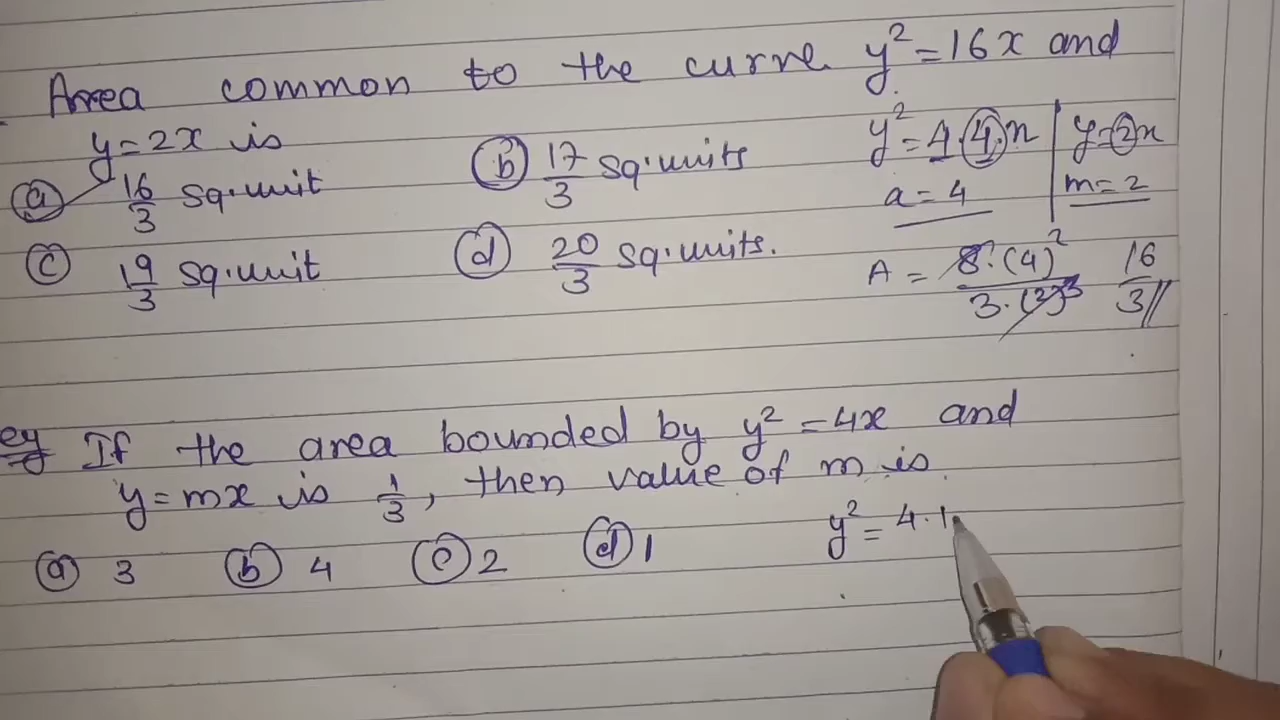 Area common to the curve y² = 16x and
y = 2x is
(a) 16/3 sq.unit (b) 17/3 sq.units
(c) 19/3 sq.unit (d) 20/3 sq.units.
y² = 4.(4).x | y = 2x
a = 4 | m = 2
A = 8.(4)² / 3.(2)³ 16/3 //
eg If the area bounded by y² = 4x and
y = mx is 1/3, then value of m is
(a) 3 (b) 4 (c) 2 (d) 1
y² = 4.1